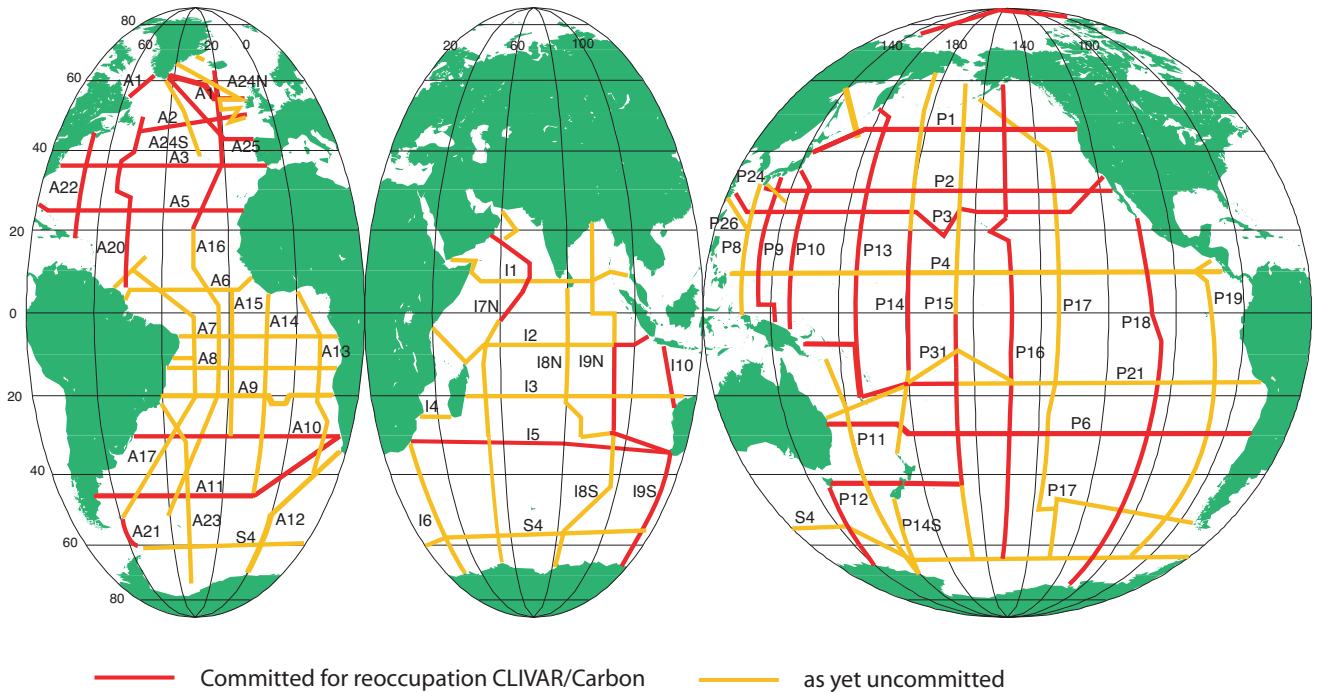 80
60 20 0
20 60 100
140 180 140 100
60
A1
A24N
A1
A2
A24S
A25
40
A3
A22
A5
20
A20
A16
A6
A15
A14
0
A7
A13
A8
A9
20
A10
A17
40
A11
A21
A23
A12
S4
60
80
I1
I7N
I2
I8N
I9N
I10
I3
I4
I5
I8S
I9S
I6
S4
P1
P24
P2
P26
P3
P8
P9
P10
P13
P4
P14
P15
P17
P19
P18
P31
P16
P21
P11
P6
P12
P17
S4
P14S
Committed for reoccupation CLIVAR/Carbon
as yet uncommitted